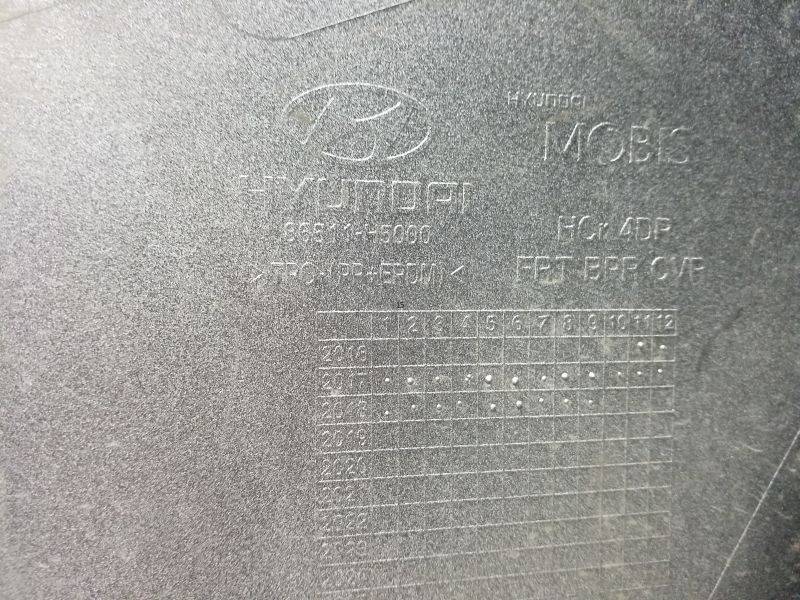 HYUNDAI
MOBIS
HYUNDAI
86511-H5000 HCr 4DR
>TPO-(PP+EPDM)< FRT BPR CVR
1 2 3 4 5 6 7 8 9 10 11 12
2016
2017
2018
2019
2020
2021
2022
2023